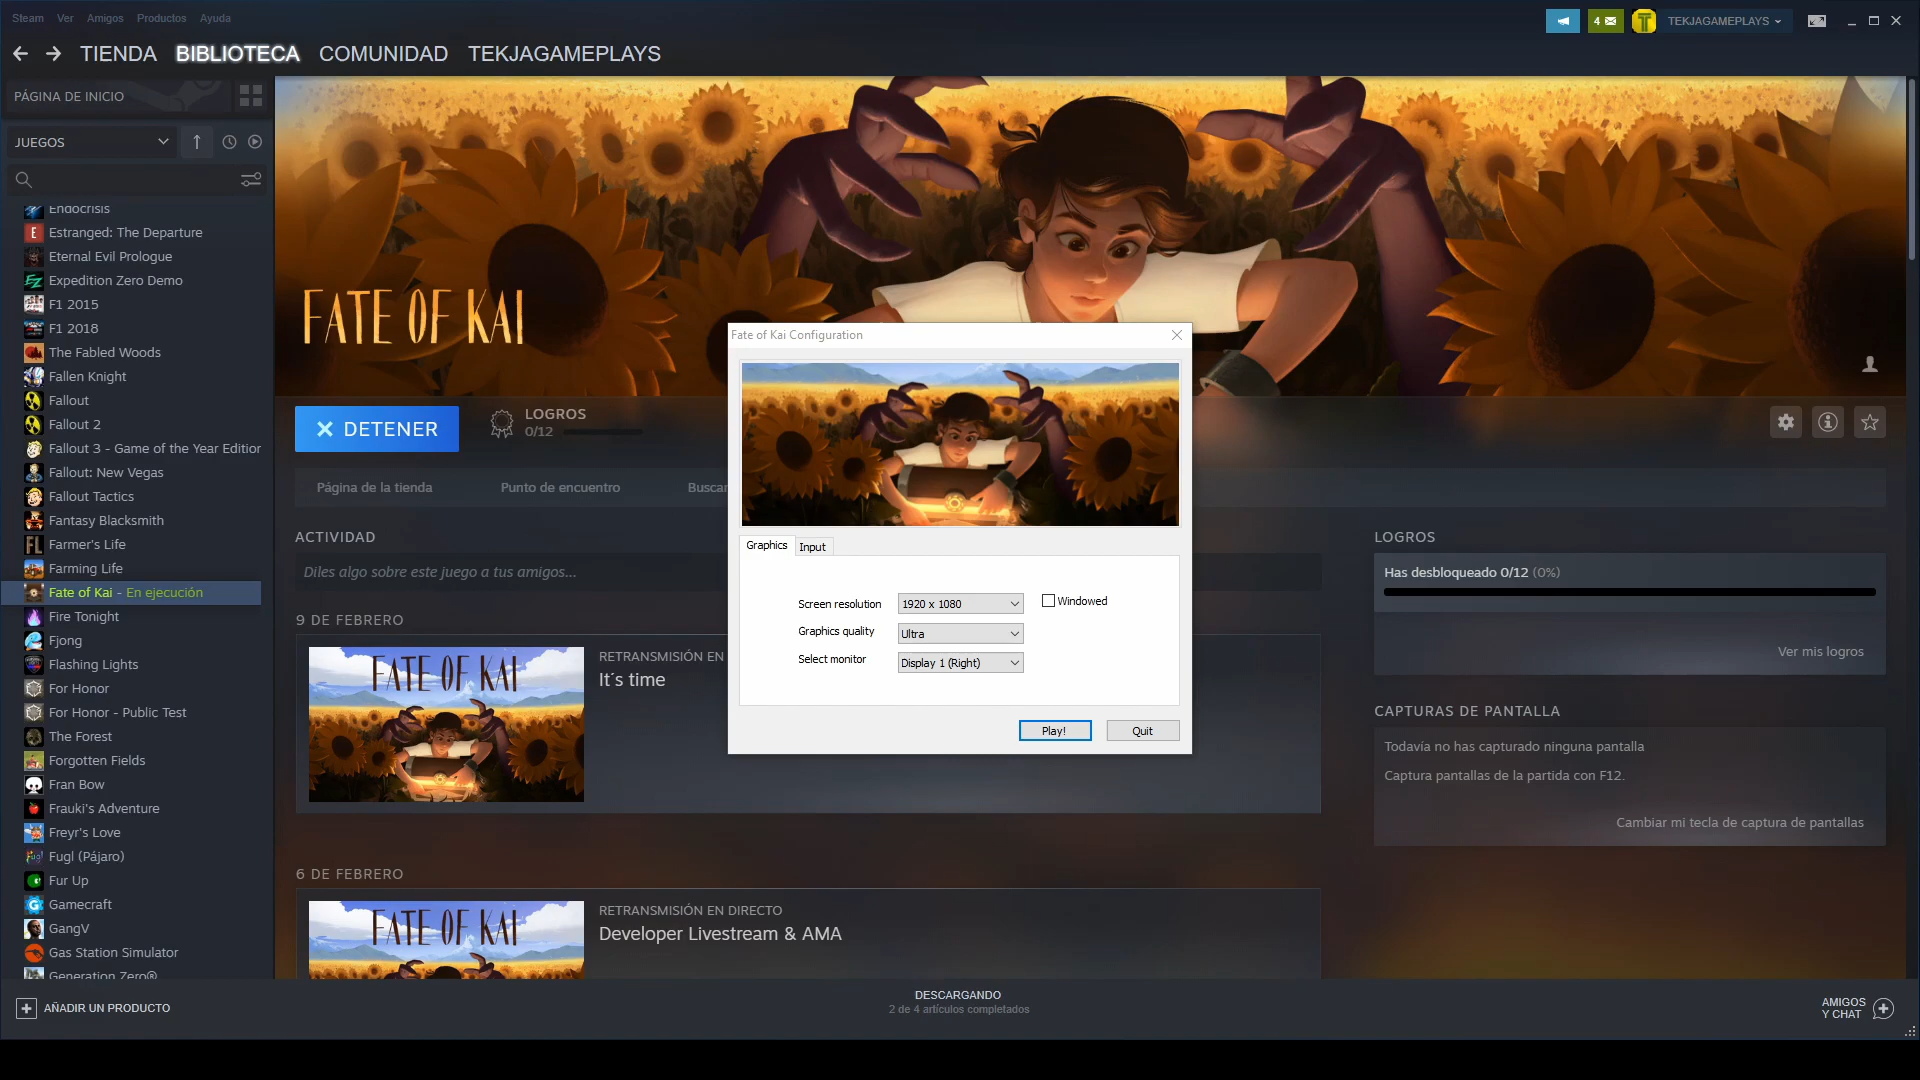 Steam Ver Amigos Productos Ayuda
4
TEKJAGAMEPLAYS
TIENDA BIBLIOTECA COMUNIDAD TEKJAGAMEPLAYS
PÁGINA DE INICIO
JUEGOS
Endocrisis
Estranged: The Departure
Eternal Evil Prologue
Expedition Zero Demo
F1 2015
F1 2018
The Fabled Woods
Fallen Knight
Fallout
Fallout 2
Fallout 3 - Game of the Year Edition
Fallout: New Vegas
Fallout Tactics
Fantasy Blacksmith
Farmer's Life
Farming Life
Fate of Kai - En ejecución
Fire Tonight
Fjong
Flashing Lights
For Honor
For Honor - Public Test
The Forest
Forgotten Fields
Fran Bow
Frauki's Adventure
Freyr's Love
Fugl (Pájaro)
Fur Up
Gamecraft
GangV
Gas Station Simulator
Generation Zero®
AÑADIR UN PRODUCTO
FATE OF KAI
DETENER
LOGROS
0/12
Página de la tienda
Punto de encuentro
Buscar
ACTIVIDAD
Diles algo sobre este juego a tus amigos...
9 DE FEBRERO
FATE OF KAI
RETRANSMISIÓN EN
It´s time
6 DE FEBRERO
FATE OF KAI
RETRANSMISIÓN EN DIRECTO
Developer Livestream & AMA
Fate of Kai Configuration
Graphics
Input
Screen resolution
1920 x 1080
Windowed
Graphics quality
Ultra
Select monitor
Display 1 (Right)
Play!
Quit
LOGROS
Has desbloqueado 0/12 (0%)
Ver mis logros
CAPTURAS DE PANTALLA
Todavía no has capturado ninguna pantalla
Captura pantallas de la partida con F12.
Cambiar mi tecla de captura de pantallas
DESCARGANDO
2 de 4 artículos completados
AMIGOS
Y CHAT